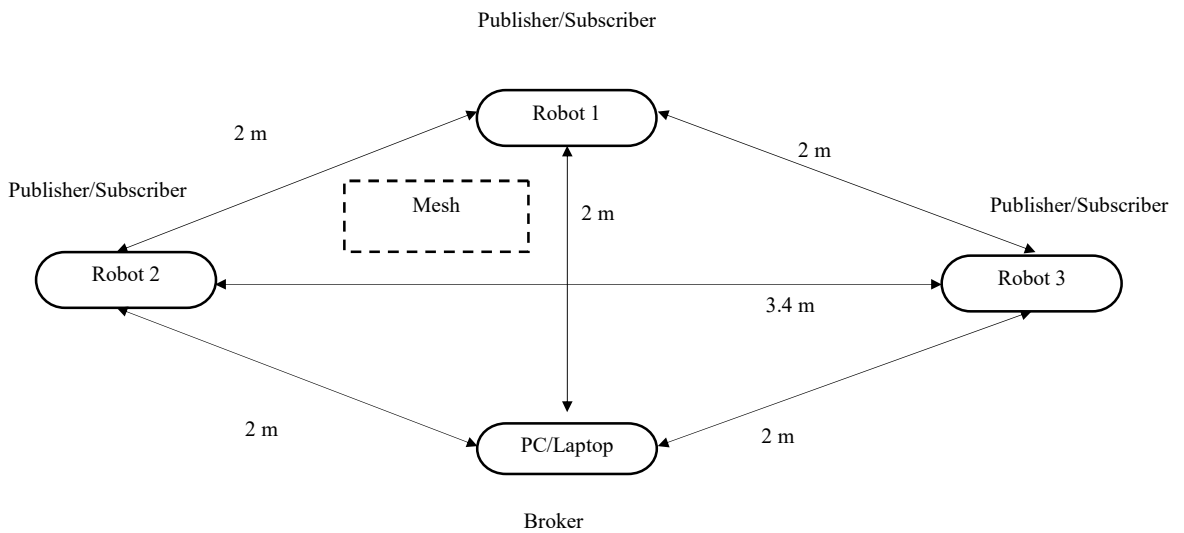 Publisher/Subscriber
Robot 1
2 m
2 m
Publisher/Subscriber
Mesh
2 m
Publisher/Subscriber
Robot 2
Robot 3
3.4 m
2 m
2 m
PC/Laptop
Broker